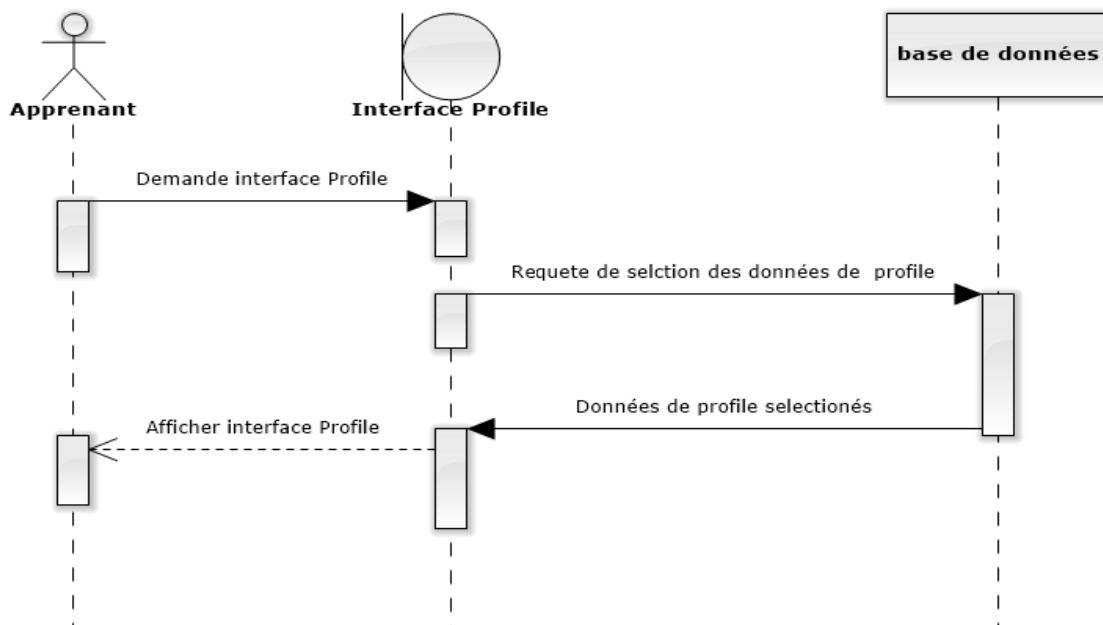 base de données
Apprenant
Interface Profile
Demande interface Profile
Requete de selction des données de profile
Données de profile selectionés
Afficher interface Profile